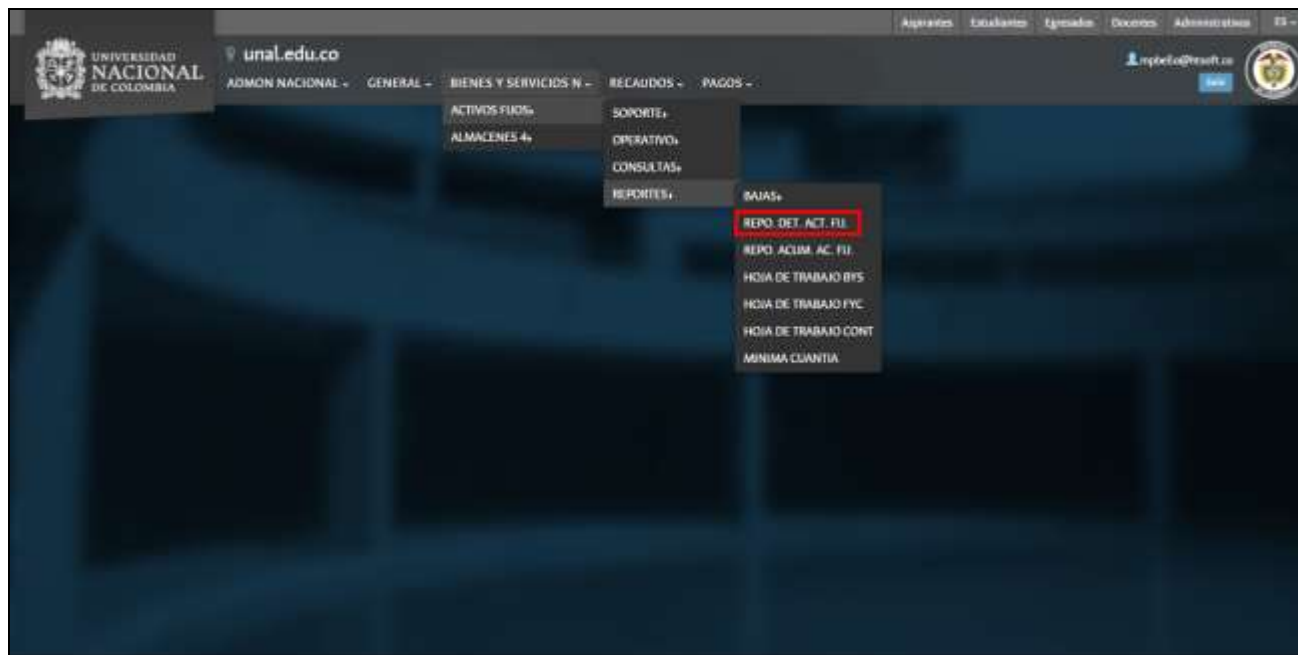 Aspirantes Estudiantes Egresados Docentes Administrativos ES
UNIVERSIDAD
NACIONAL
DE COLOMBIA
unal.edu.co
ADMON NACIONAL GENERAL BIENES Y SERVICIOS N RECAUDOS PAGOS
ACTIVOS FIJOS
ALMACENES 4
SOPORTE
OPERATIVO
CONSULTAS
REPORTES
BAJAS
REPO. DET. ACT. FIJ.
REPO. ACUM. AC. FIJ.
HOJA DE TRABAJO BYS
HOJA DE TRABAJO FYC
HOJA DE TRABAJO CONT
MINIMA CUANTIA